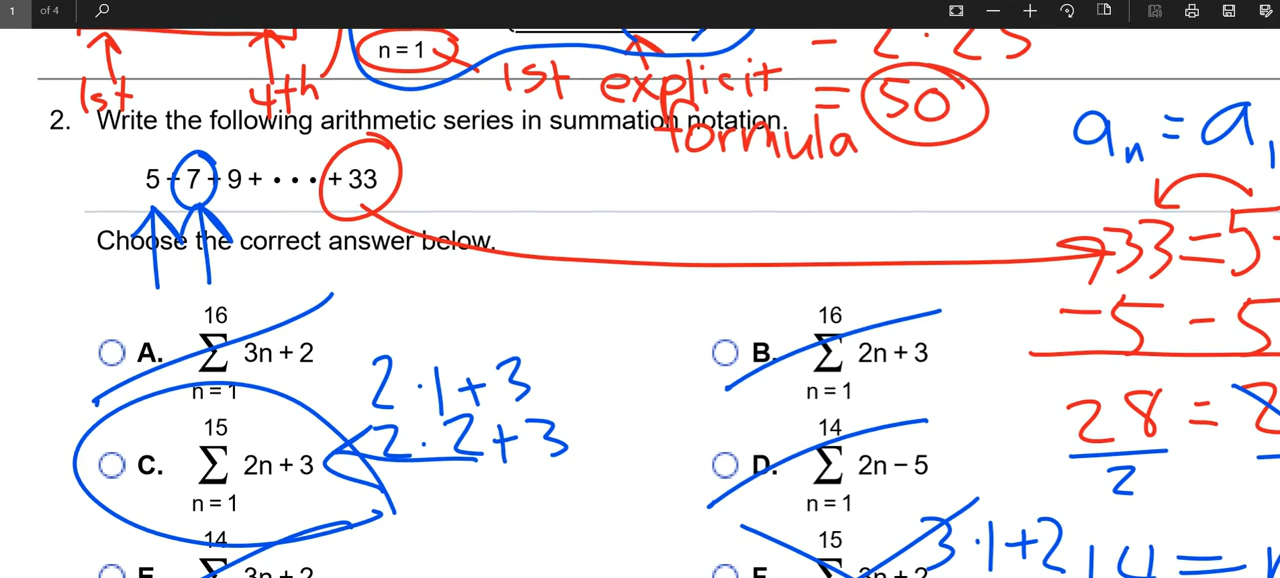 1 of 4
n = 1
1st
4th
1st explicit formula
= 50
2. Write the following arithmetic series in summation notation.
5 + 7 + 9 + • • • + 33
Choose the correct answer below.
aₙ = a₁
33 = 5
- 5 - 5
28 =
2
14 =
16
A. Σ 3n + 2
n = 1
16
B. Σ 2n + 3
n = 1
2 · 1 + 3
2 · 2 + 3
15
C. Σ 2n + 3
n = 1
14
D. Σ 2n − 5
n = 1
14
15
3 · 1 + 2